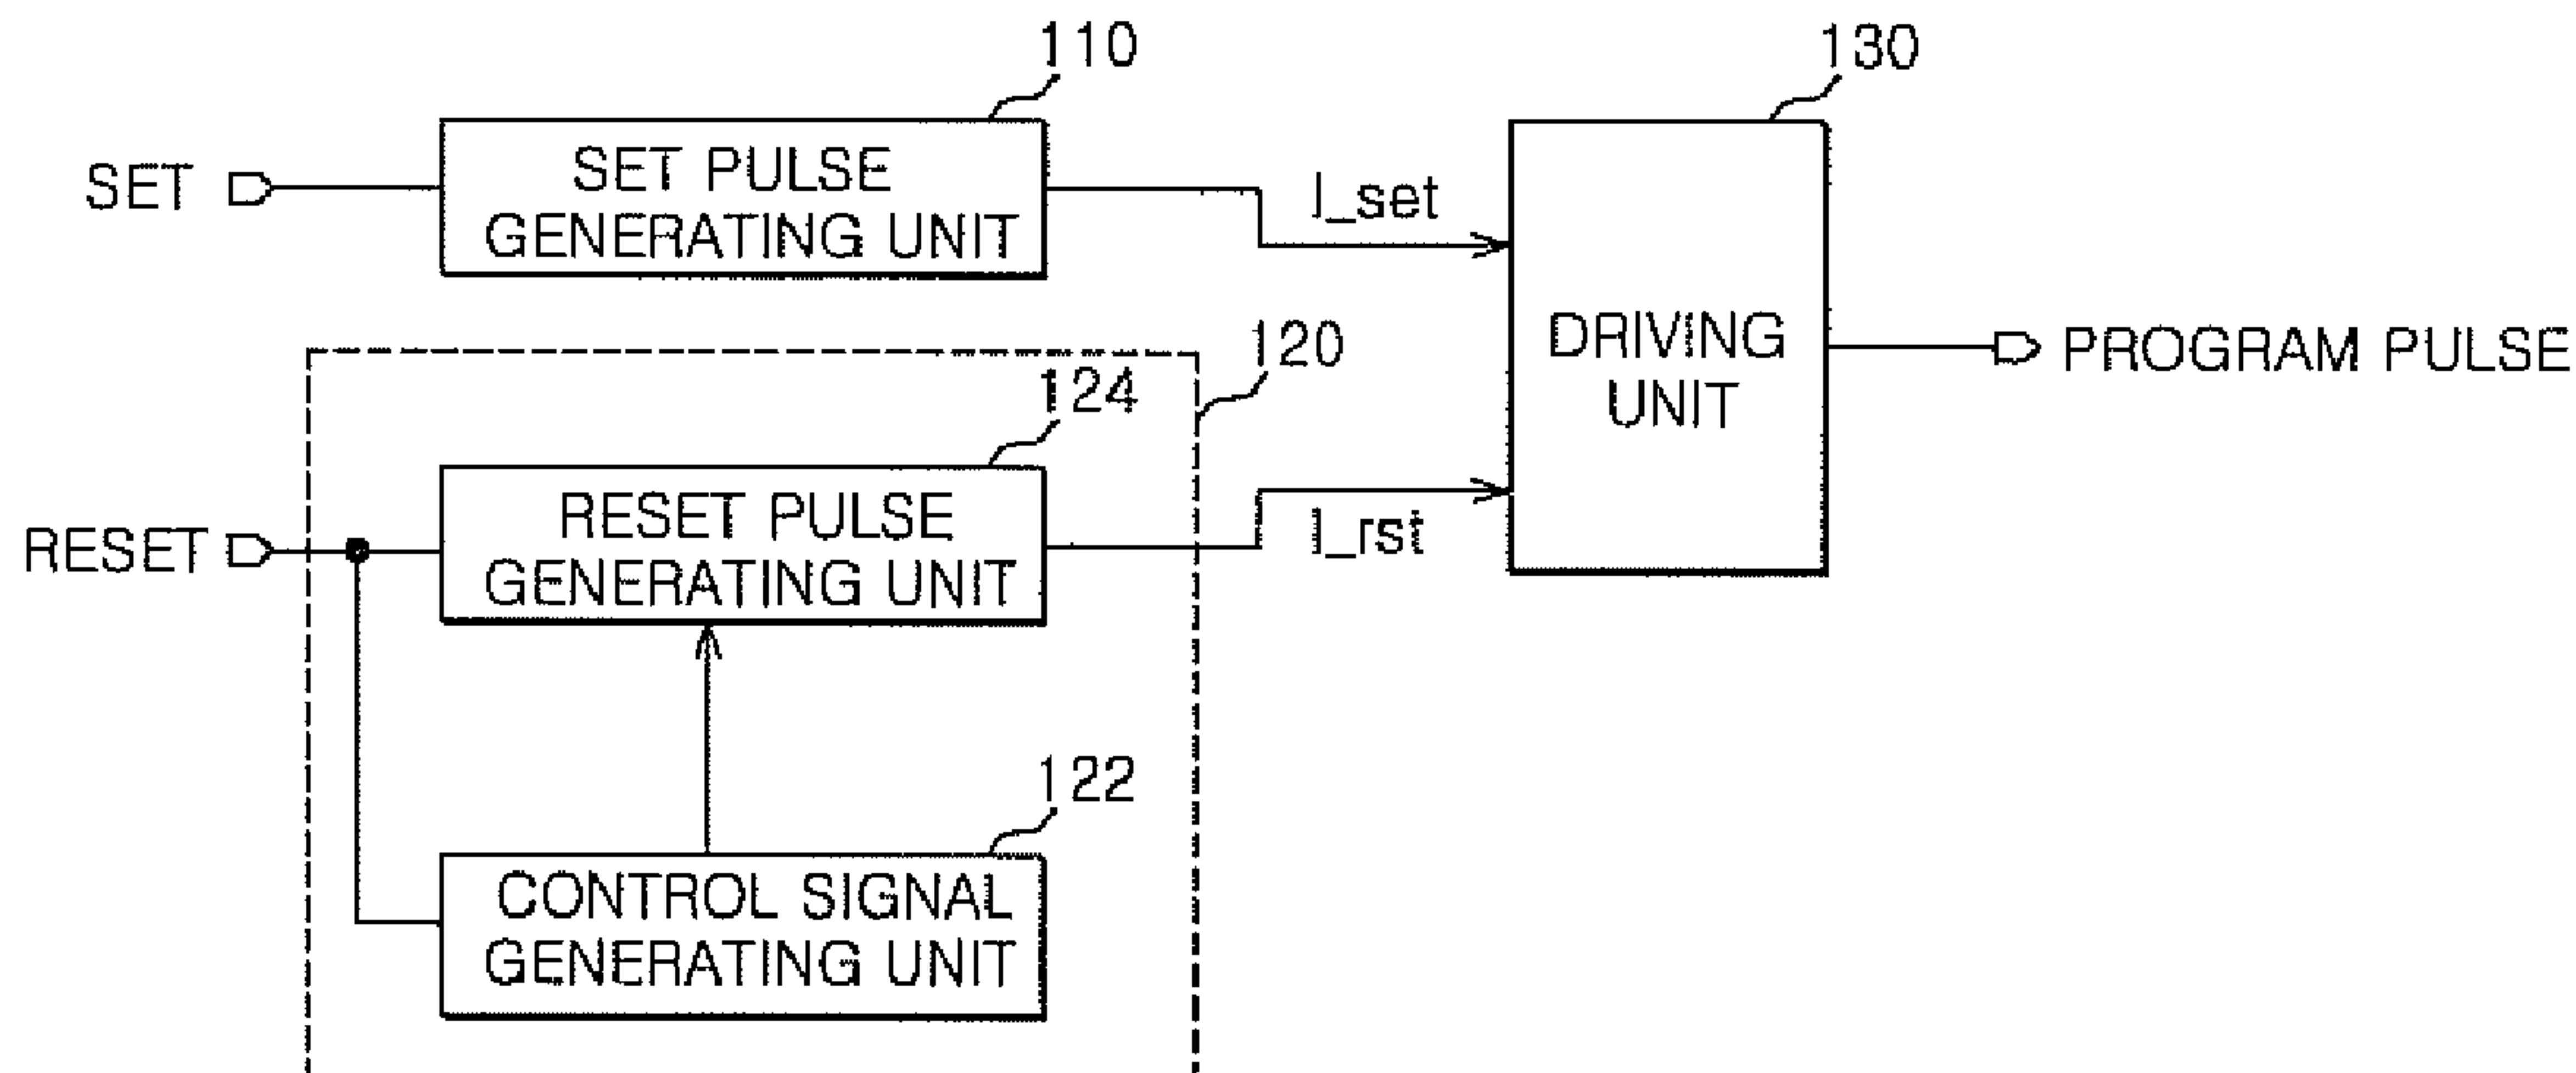 110
130
SET
SET PULSE
GENERATING UNIT
I_set
DRIVING
UNIT
PROGRAM PULSE
120
124
RESET
RESET PULSE
GENERATING UNIT
I_rst
122
CONTROL SIGNAL
GENERATING UNIT